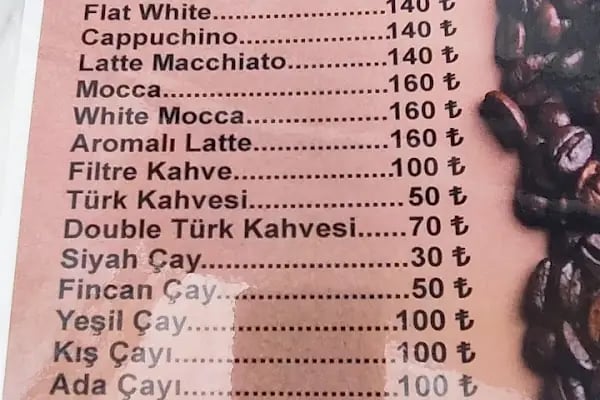 Flat White.................140 ₺
Cappuchino...............140 ₺
Latte Macchiato..........140 ₺
Mocca.........................160 ₺
White Mocca..............160 ₺
Aromalı Latte.............160 ₺
Filtre Kahve................100 ₺
Türk Kahvesi................50 ₺
Double Türk Kahvesi......70 ₺
Siyah Çay.....................30 ₺
Fincan Çay...................50 ₺
Yeşil Çay.....................100 ₺
Kış Çayı.......................100 ₺
Ada Çayı......................100 ₺